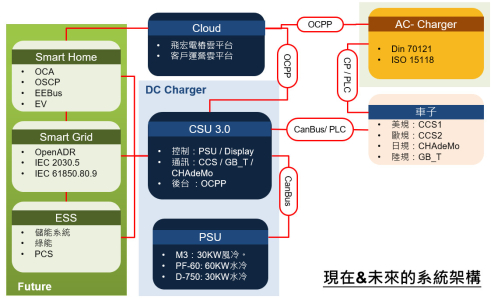 Smart Home
• OCA
• OSCP
• EEBus
• EV
Smart Grid
• OpenADR
• IEC 2030.5
• IEC 61850.80.9
ESS
• 儲能系統
• 綠能
• PCS
Future
Cloud
• 飛宏電樁雲平台
• 客戶運營雲平台
DC Charger
CSU 3.0
• 控制：PSU / Display
• 通訊：CCS / GB_T /
CHAdeMo
• 後台：OCPP
PSU
• M3：30KW風冷。
• PF-60: 60KW水冷
• D-750: 30KW水冷
OCPP
OCPP
CP / PLC
CanBus/ PLC
CanBus
AC- Charger
• Din 70121
• ISO 15118
車子
• 美規：CCS1
• 歐規：CCS2
• 日規：CHAdeMo
• 陸規：GB_T
現在&未來的系統架構